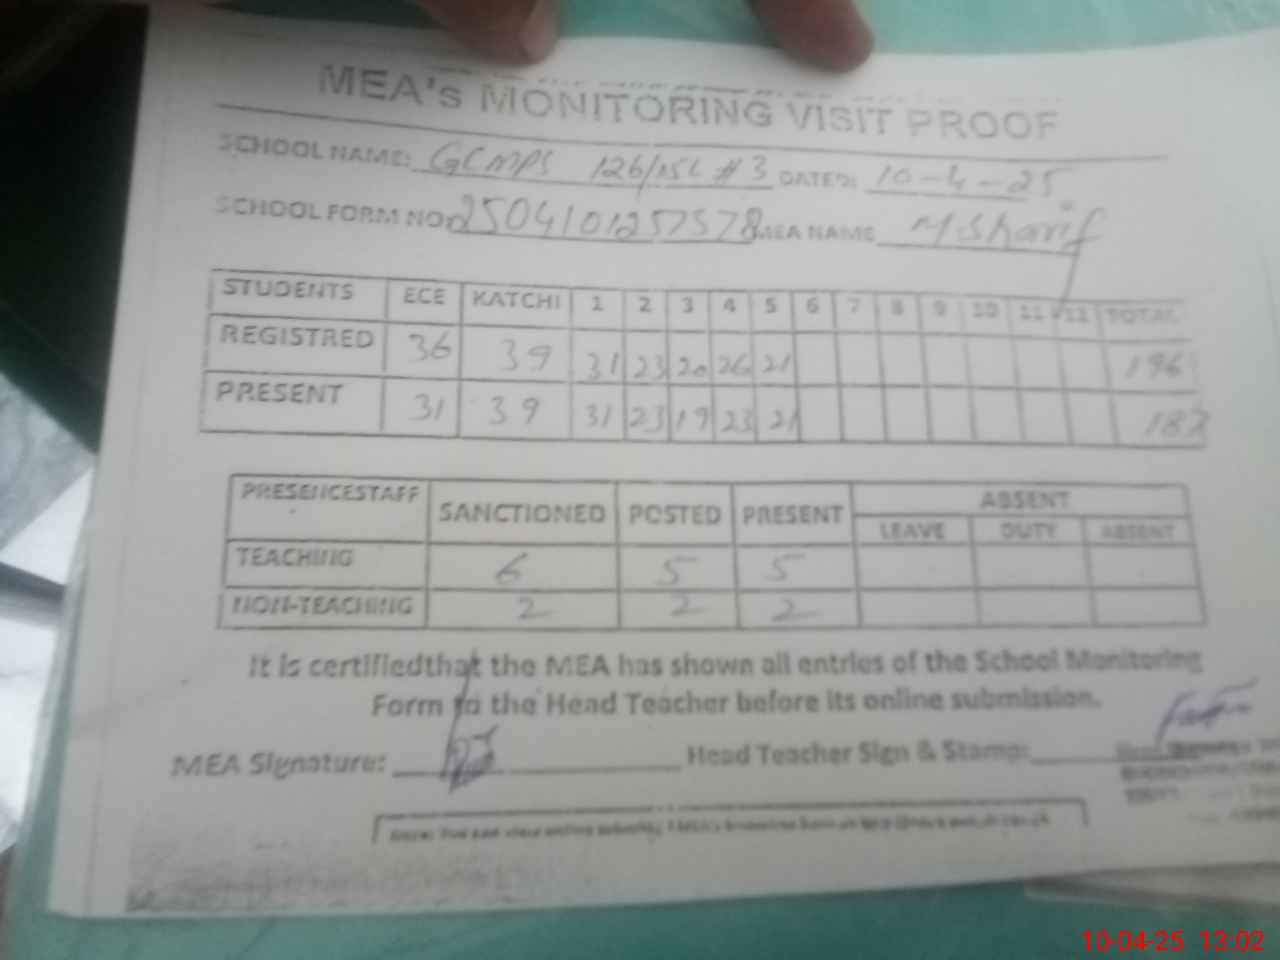 MEA's MONITORING VISIT PROOF
SCHOOL NAME: GCMPS 126/15L #3 DATED: 10-4-25
SCHOOL FORM NO: 2504101257578 MEA NAME M Sharif
STUDENTS ECE KATCHI 1 2 3 4 5 6 7 8 9 10 11 12 TOTAL
REGISTRED 36 39 31 23 20 26 21 196
PRESENT 31 39 31 23 19 23 21 187
PRESENCESTAFF SANCTIONED POSTED PRESENT ABSENT
LEAVE DUTY ABSENT
TEACHING 6 5 5
NON-TEACHING 2 2 2
It is certifiedthat the MEA has shown all entries of the School Monitoring
Form to the Head Teacher before its online submission.
MEA Signature: Head Teacher Sign & Stamp:
10-04-25 13:02